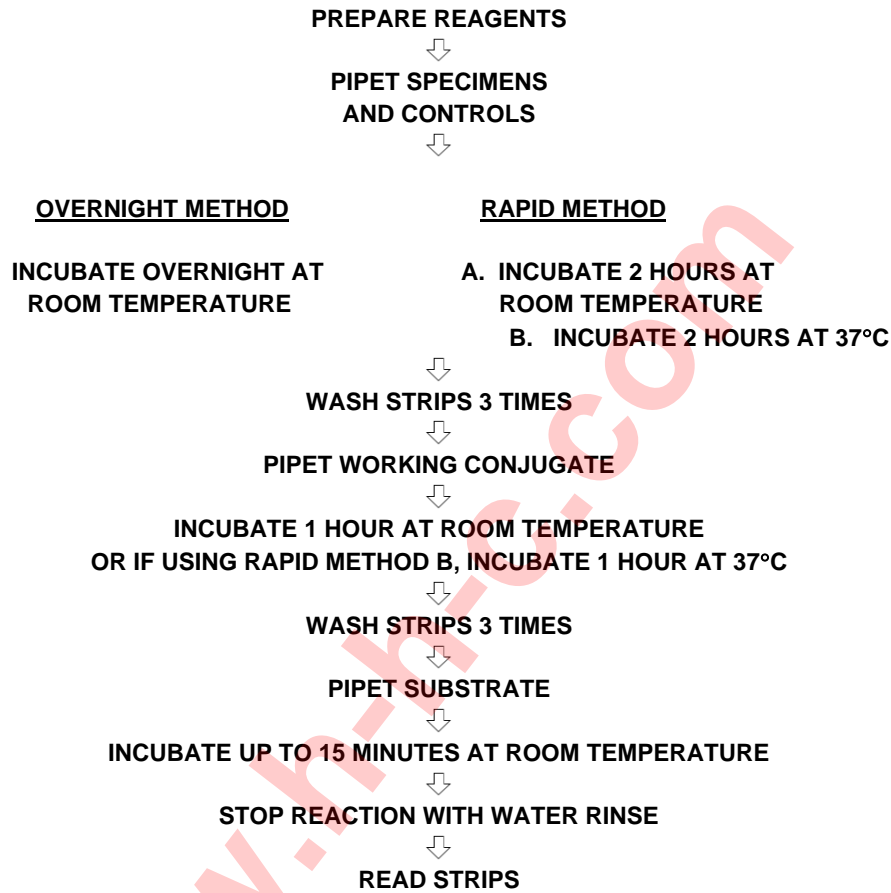 PREPARE REAGENTS
PIPET SPECIMENS
AND CONTROLS
OVERNIGHT METHOD
INCUBATE OVERNIGHT AT
ROOM TEMPERATURE
RAPID METHOD
A. INCUBATE 2 HOURS AT
ROOM TEMPERATURE
B. INCUBATE 2 HOURS AT 37°C
WASH STRIPS 3 TIMES
PIPET WORKING CONJUGATE
INCUBATE 1 HOUR AT ROOM TEMPERATURE
OR IF USING RAPID METHOD B, INCUBATE 1 HOUR AT 37°C
WASH STRIPS 3 TIMES
PIPET SUBSTRATE
INCUBATE UP TO 15 MINUTES AT ROOM TEMPERATURE
STOP REACTION WITH WATER RINSE
READ STRIPS
w.h-h-c.com